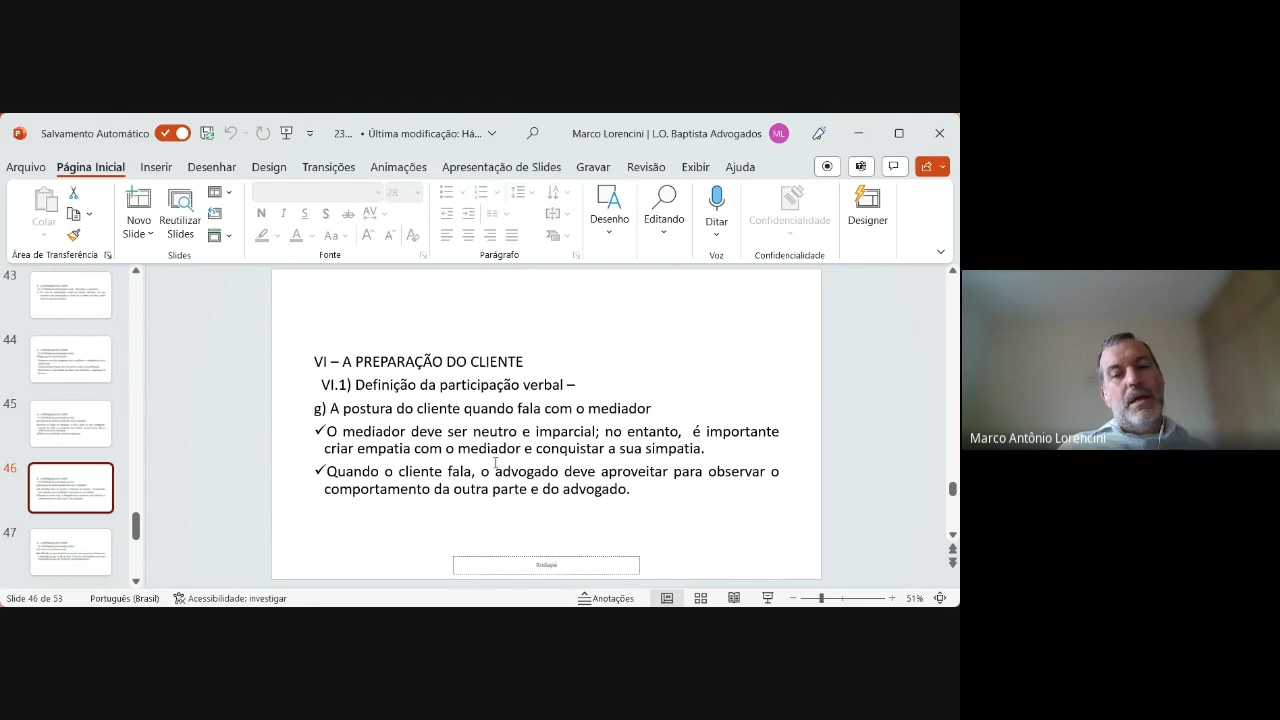 Salvamento Automático
23... • Última modificação: Há...
Marco Lorencini | L.O. Baptista Advogados
ML
Arquivo Página Inicial Inserir Desenhar Design Transições Animações Apresentação de Slides Gravar Revisão Exibir Ajuda
Colar
Novo Slide
Reutilizar Slides
28
N I S S ab AV
A Aa A A A
Desenho
Editando
Ditar
Confidencialidade
Designer
Área de Transferência
Slides
Fonte
Parágrafo
Voz
Confidencialidade
43
44
45
46
47
VI – A PREPARAÇÃO DO CLIENTE
VI.1) Definição da participação verbal –
g) A postura do cliente quando fala com o mediador
✓O mediador deve ser neutro e imparcial; no entanto, é importante
criar empatia com o mediador e conquistar a sua simpatia.
✓Quando o cliente fala, o advogado deve aproveitar para observar o
comportamento da outra parte e do advogado.
Rodapé
Slide 46 de 53 Português (Brasil) Acessibilidade: investigar Anotações 51%
Marco Antônio Lorencini